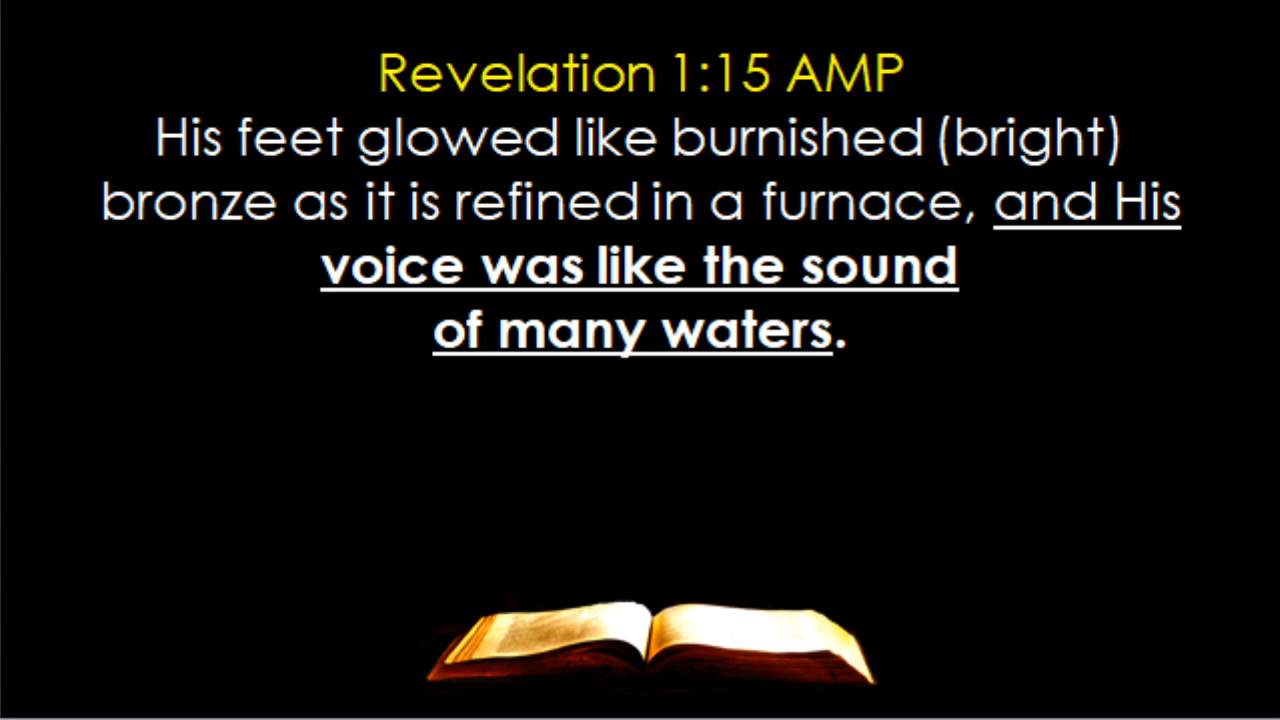 Revelation 1:15 AMP
His feet glowed like burnished (bright)
bronze as it is refined in a furnace, and His
voice was like the sound
of many waters.